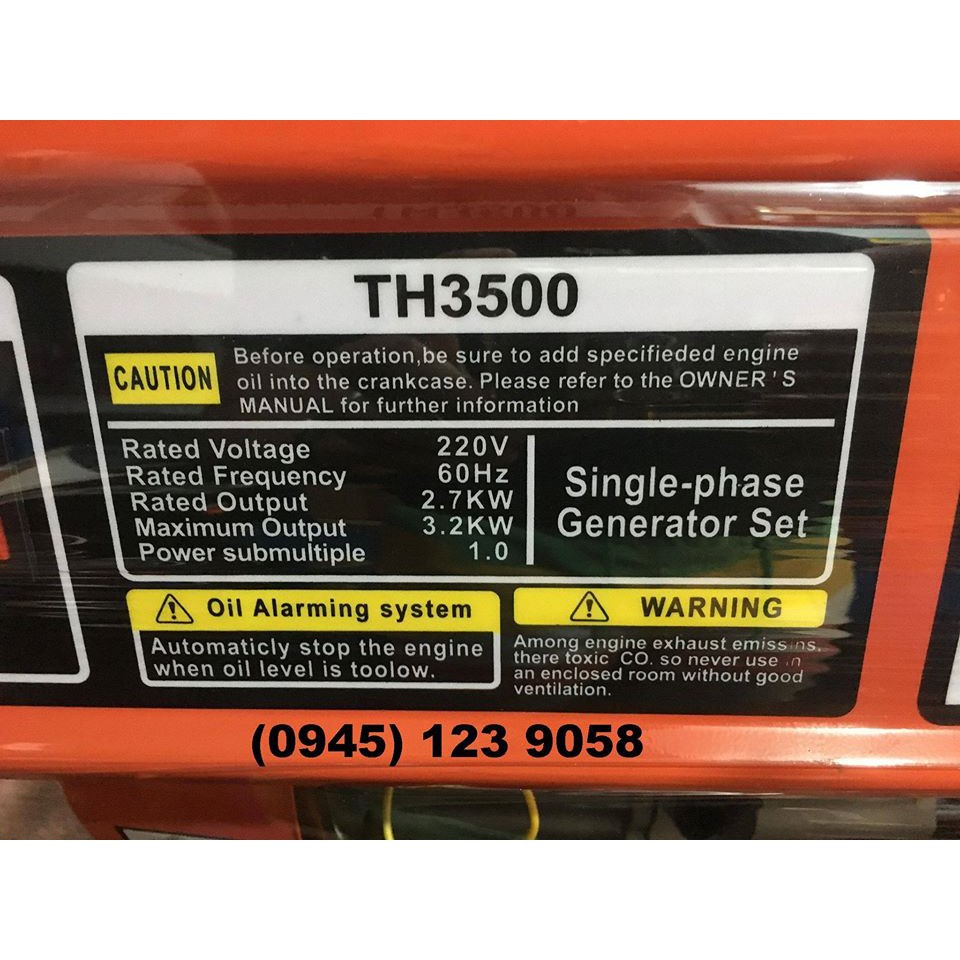 TH3500
CAUTION
Before operation,be sure to add specifieded engine
oil into the crankcase. Please refer to the OWNER'S
MANUAL for further information
Rated Voltage 220V
Rated Frequency 60Hz
Rated Output 2.7KW
Maximum Output 3.2KW
Power submultiple 1.0
Single-phase
Generator Set
Oil Alarming system
Automaticly stop the engine
when oil level is toolow.
WARNING
Among engine exhaust
there toxic CO. so never use in
an enclosed room without good
ventilation.
(0945) 123 9058